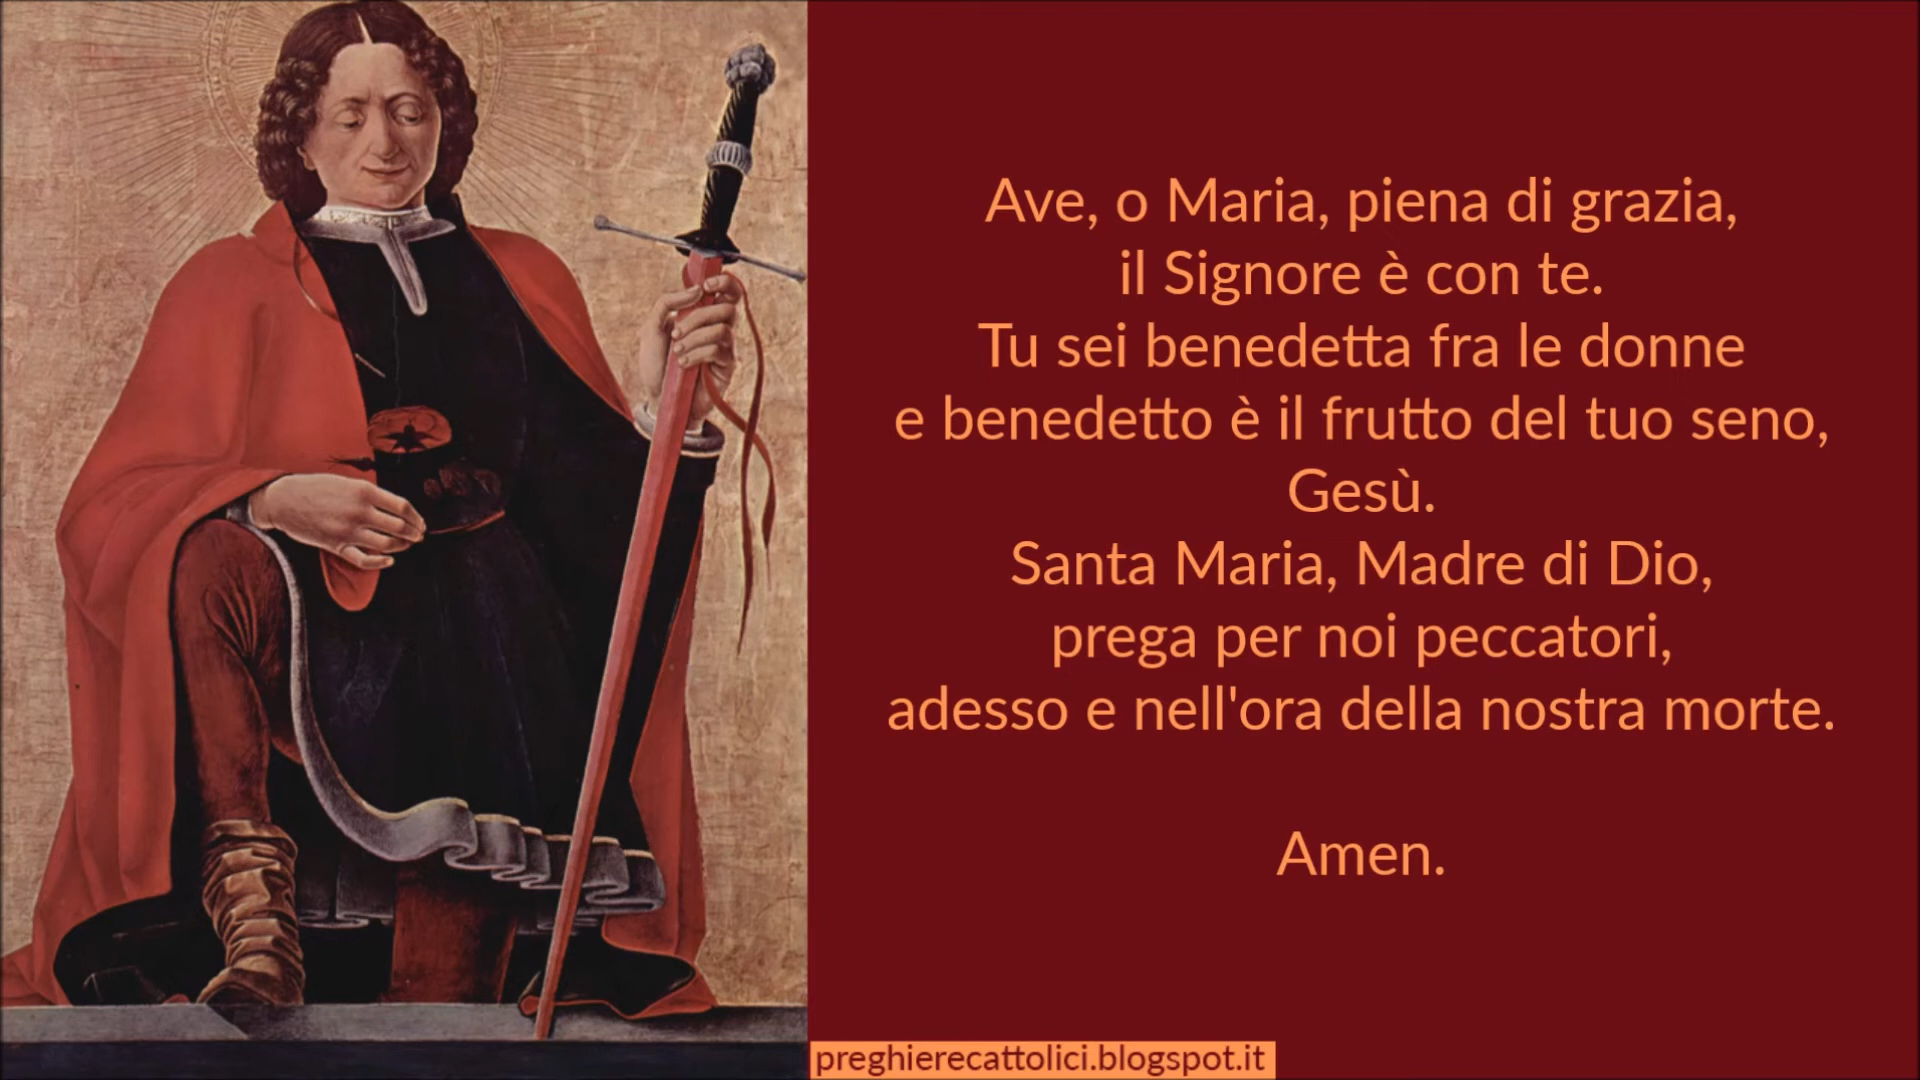 Ave, o Maria, piena di grazia,
il Signore è con te.
Tu sei benedetta fra le donne
e benedetto è il frutto del tuo seno,
Gesù.
Santa Maria, Madre di Dio,
prega per noi peccatori,
adesso e nell'ora della nostra morte.
Amen.
preghierecattolici.blogspot.it